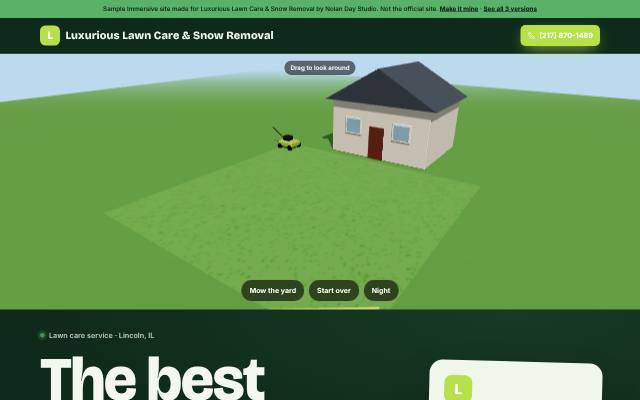 Sample Immersive site made for Luxurious Lawn Care & Snow Removal by Nolan Day Studio. Not the official site. Make it mine · See all 3 versions
L Luxurious Lawn Care & Snow Removal
(217) 870-1489
Drag to look around
Mow the yard
Start over
Night
Lawn care service · Lincoln, IL
The best
L